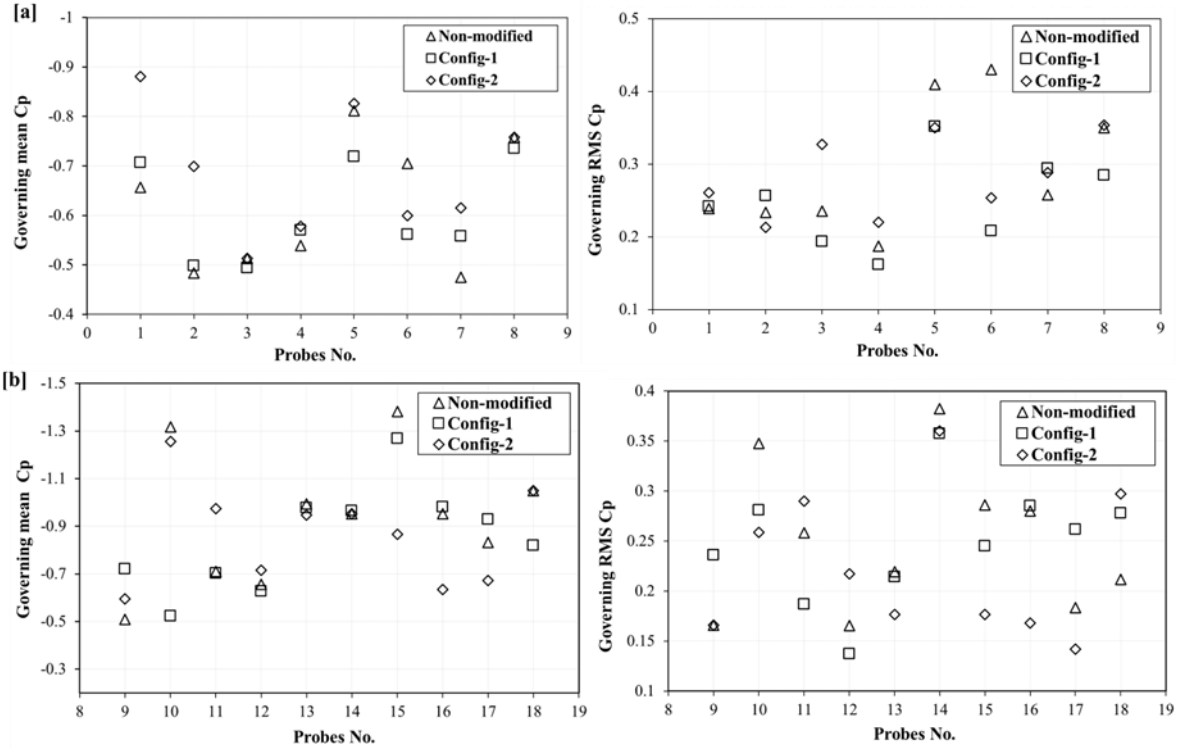 [a]
-1
-0.9
-0.8
-0.7
-0.6
-0.5
-0.4
Governing mean Cp
Non-modified
Config-1
Config-2
0 1 2 3 4 5 6 7 8 9
Probes No.
0.5
0.4
0.3
0.2
0.1
Governing RMS Cp
Non-modified
Config-1
Config-2
0 1 2 3 4 5 6 7 8 9
Probes No.
[b]
-1.5
-1.3
-1.1
-0.9
-0.7
-0.5
-0.3
Governing mean Cp
Non-modified
Config-1
Config-2
8 9 10 11 12 13 14 15 16 17 18 19
Probes No.
0.4
0.35
0.3
0.25
0.2
0.15
0.1
Governing RMS Cp
Non-modified
Config-1
Config-2
8 9 10 11 12 13 14 15 16 17 18 19
Probes No.